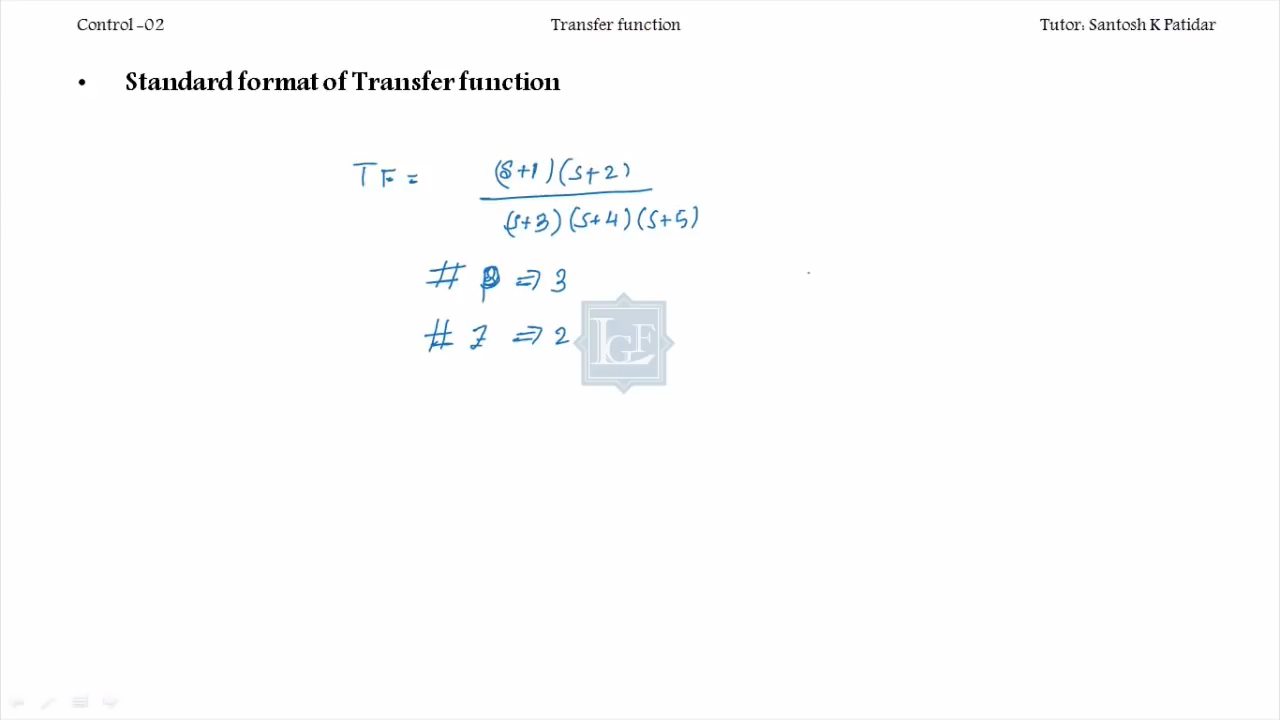 Control -02 Transfer function Tutor: Santosh K Patidar
• Standard format of Transfer function
TF = (s+1)(s+2)
(s+3)(s+4)(s+5)
# p ⇒ 3
# z ⇒ 2
LGF